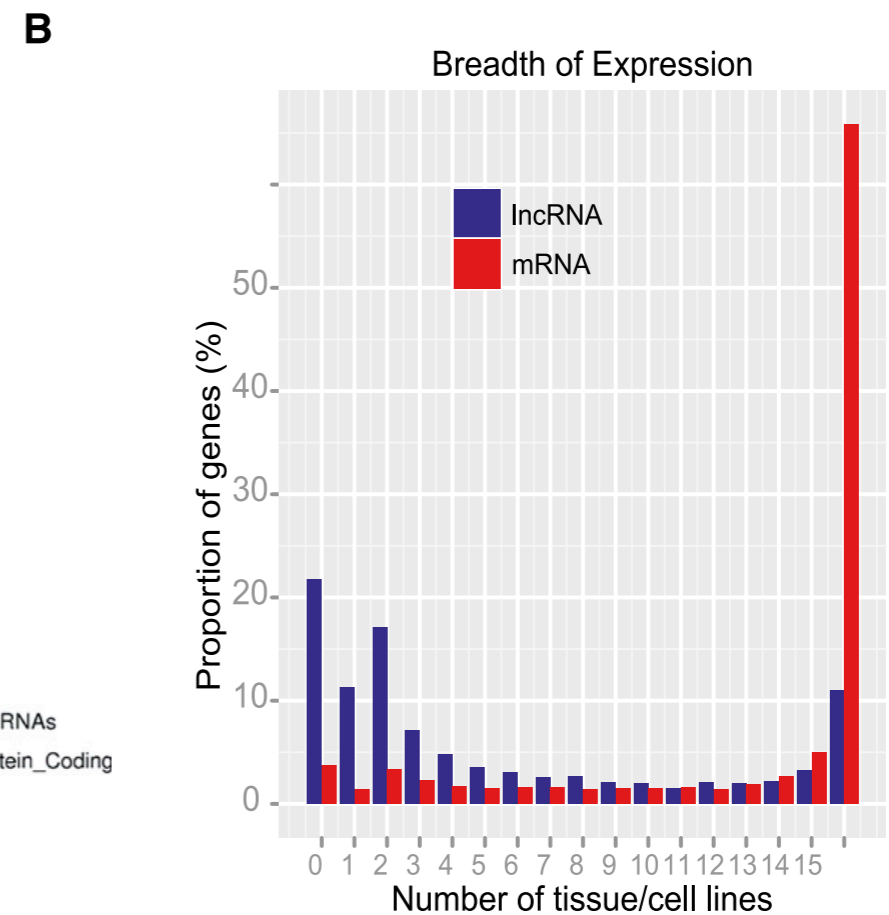 B
Breadth of Expression
lncRNA
mRNA
Proportion of genes (%)
50
40
30
20
10
0
RNAs
tein_Coding
0 1 2 3 4 5 6 7 8 9 10 11 12 13 14 15
Number of tissue/cell lines